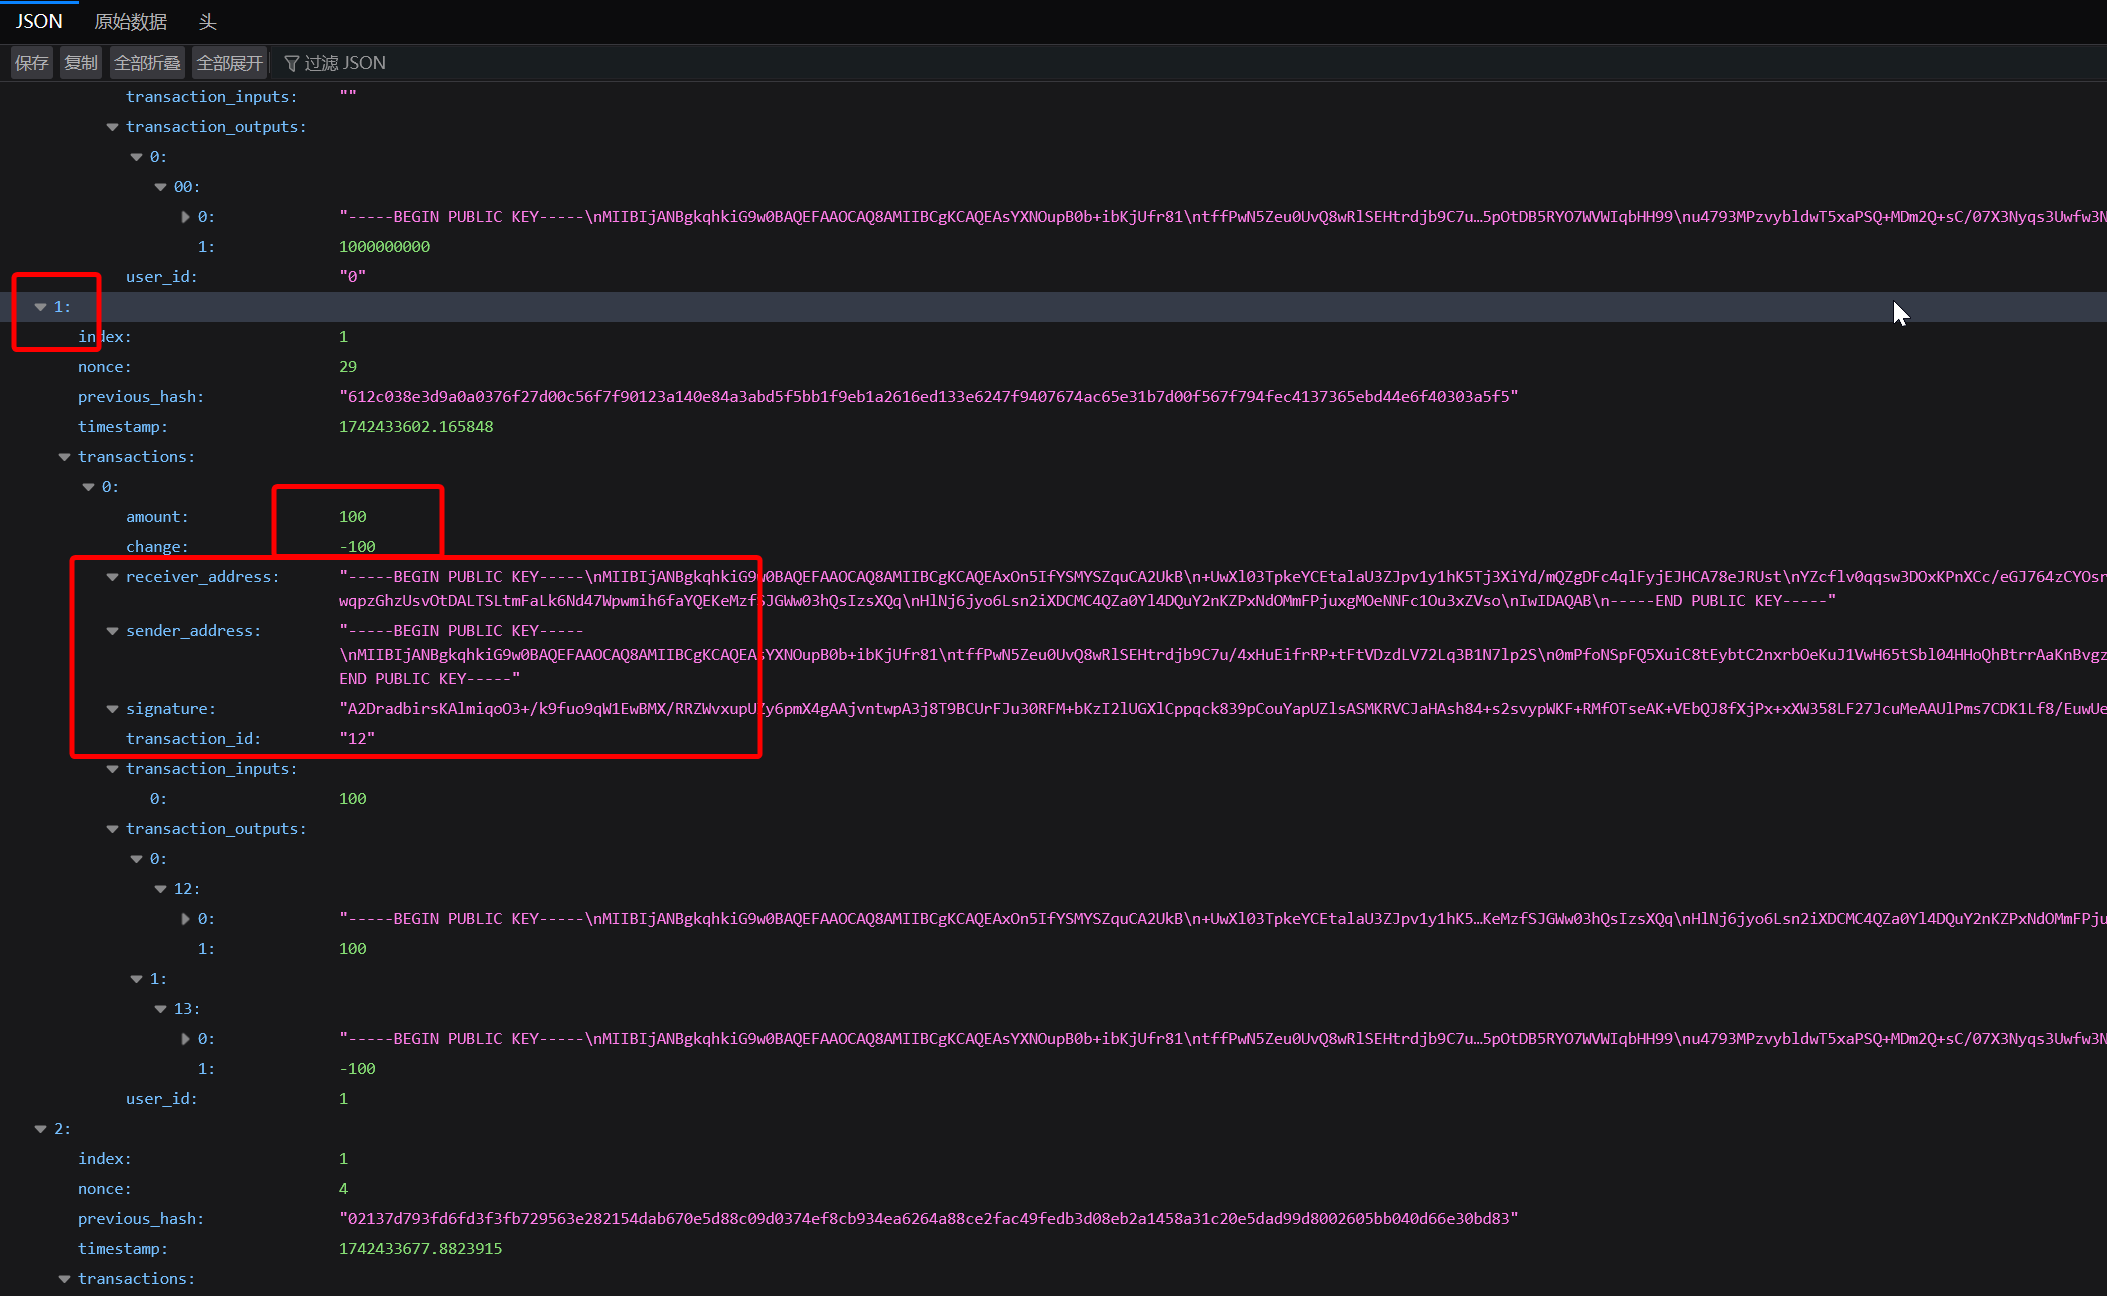 JSON 原始数据 头
保存 复制 全部折叠 全部展开 过滤 JSON
transaction_inputs: ""
transaction_outputs:
0:
00:
0: "-----BEGIN PUBLIC KEY-----\nMIIBIjANBgkqhkiG9w0BAQEFAAOCAQ8AMIIBCgKCAQEAsYXNOupB0b+ibKjUfr81\ntffPwN5Zeu0UvQ8wRlSEHtrdjb9C7u…5pOtDB5RYO7WVWIqbHH99\nu4793MPzvybldwT5xaPSQ+MDm2Q+sC/07X3Nyqs3Uwfw3N
1: 1000000000
user_id: "0"
1:
index: 1
nonce: 29
previous_hash: "612c038e3d9a0a0376f27d00c56f7f90123a140e84a3abd5f5bb1f9eb1a2616ed133e6247f9407674ac65e31b7d00f567f794fec4137365ebd44e6f40303a5f5"
timestamp: 1742433602.165848
transactions:
0:
amount: 100
change: -100
receiver_address: "-----BEGIN PUBLIC KEY-----\nMIIBIjANBgkqhkiG9w0BAQEFAAOCAQ8AMIIBCgKCAQEAxOn5IfYSMYSZquCA2UkB\n+UwXl03TpkeYCEtalaU3ZJpv1y1hK5Tj3XiYd/mQZgDFc4qlFyjEJHCA78eJRUst\nYZcflv0qqsw3DOxKPnXCc/eGJ764zCYOsr
wqpzGhzUsvOtDALTSLtmFaLk6Nd47Wpwmih6faYQEKeMzfSJGWw03hQsIzsXQq\nHlNj6jyo6Lsn2iXDCMC4QZa0Yl4DQuY2nKZPxNdOMmFPjuxgMOeNNFc1Ou3xZVso\nIwIDAQAB\n-----END PUBLIC KEY-----"
sender_address: "-----BEGIN PUBLIC KEY-----
\nMIIBIjANBgkqhkiG9w0BAQEFAAOCAQ8AMIIBCgKCAQEAsYXNOupB0b+ibKjUfr81\ntffPwN5Zeu0UvQ8wRlSEHtrdjb9C7u/4xHuEifrRP+tFtVDzdLV72Lq3B1N7lp2S\n0mPfoNSpFQ5XuiC8tEybtC2nxrbOeKuJ1VwH65tSbl04HHoQhBtrrAaKnBvgz
END PUBLIC KEY-----"
signature: "A2DradbirsKAlmiqoO3+/k9fuo9qW1EwBMX/RRZWvxupUZy6pmX4gAAjvntwpA3j8T9BCUrFJu30RFM+bKzI2lUGXlCppqck839pCouYapUZlsASMKRVCJaHAsh84+s2svypWKF+RMfOTseAK+VEbQJ8fXjPx+xXW358LF27JcuMeAAUlPms7CDK1Lf8/EuwUe
transaction_id: "12"
transaction_inputs:
0: 100
transaction_outputs:
0:
12:
0: "-----BEGIN PUBLIC KEY-----\nMIIBIjANBgkqhkiG9w0BAQEFAAOCAQ8AMIIBCgKCAQEAxOn5IfYSMYSZquCA2UkB\n+UwXl03TpkeYCEtalaU3ZJpv1y1hK5…KeMzfSJGWw03hQsIzsXQq\nHlNj6jyo6Lsn2iXDCMC4QZa0Yl4DQuY2nKZPxNdOMmFPju
1: 100
1:
13:
0: "-----BEGIN PUBLIC KEY-----\nMIIBIjANBgkqhkiG9w0BAQEFAAOCAQ8AMIIBCgKCAQEAsYXNOupB0b+ibKjUfr81\ntffPwN5Zeu0UvQ8wRlSEHtrdjb9C7u…5pOtDB5RYO7WVWIqbHH99\nu4793MPzvybldwT5xaPSQ+MDm2Q+sC/07X3Nyqs3Uwfw3N
1: -100
user_id: 1
2:
index: 1
nonce: 4
previous_hash: "02137d793fd6fd3f3fb729563e282154dab670e5d88c09d0374ef8cb934ea6264a88ce2fac49fedb3d08eb2a1458a31c20e5dad99d8002605bb040d66e30bd83"
timestamp: 1742433677.8823915
transactions: